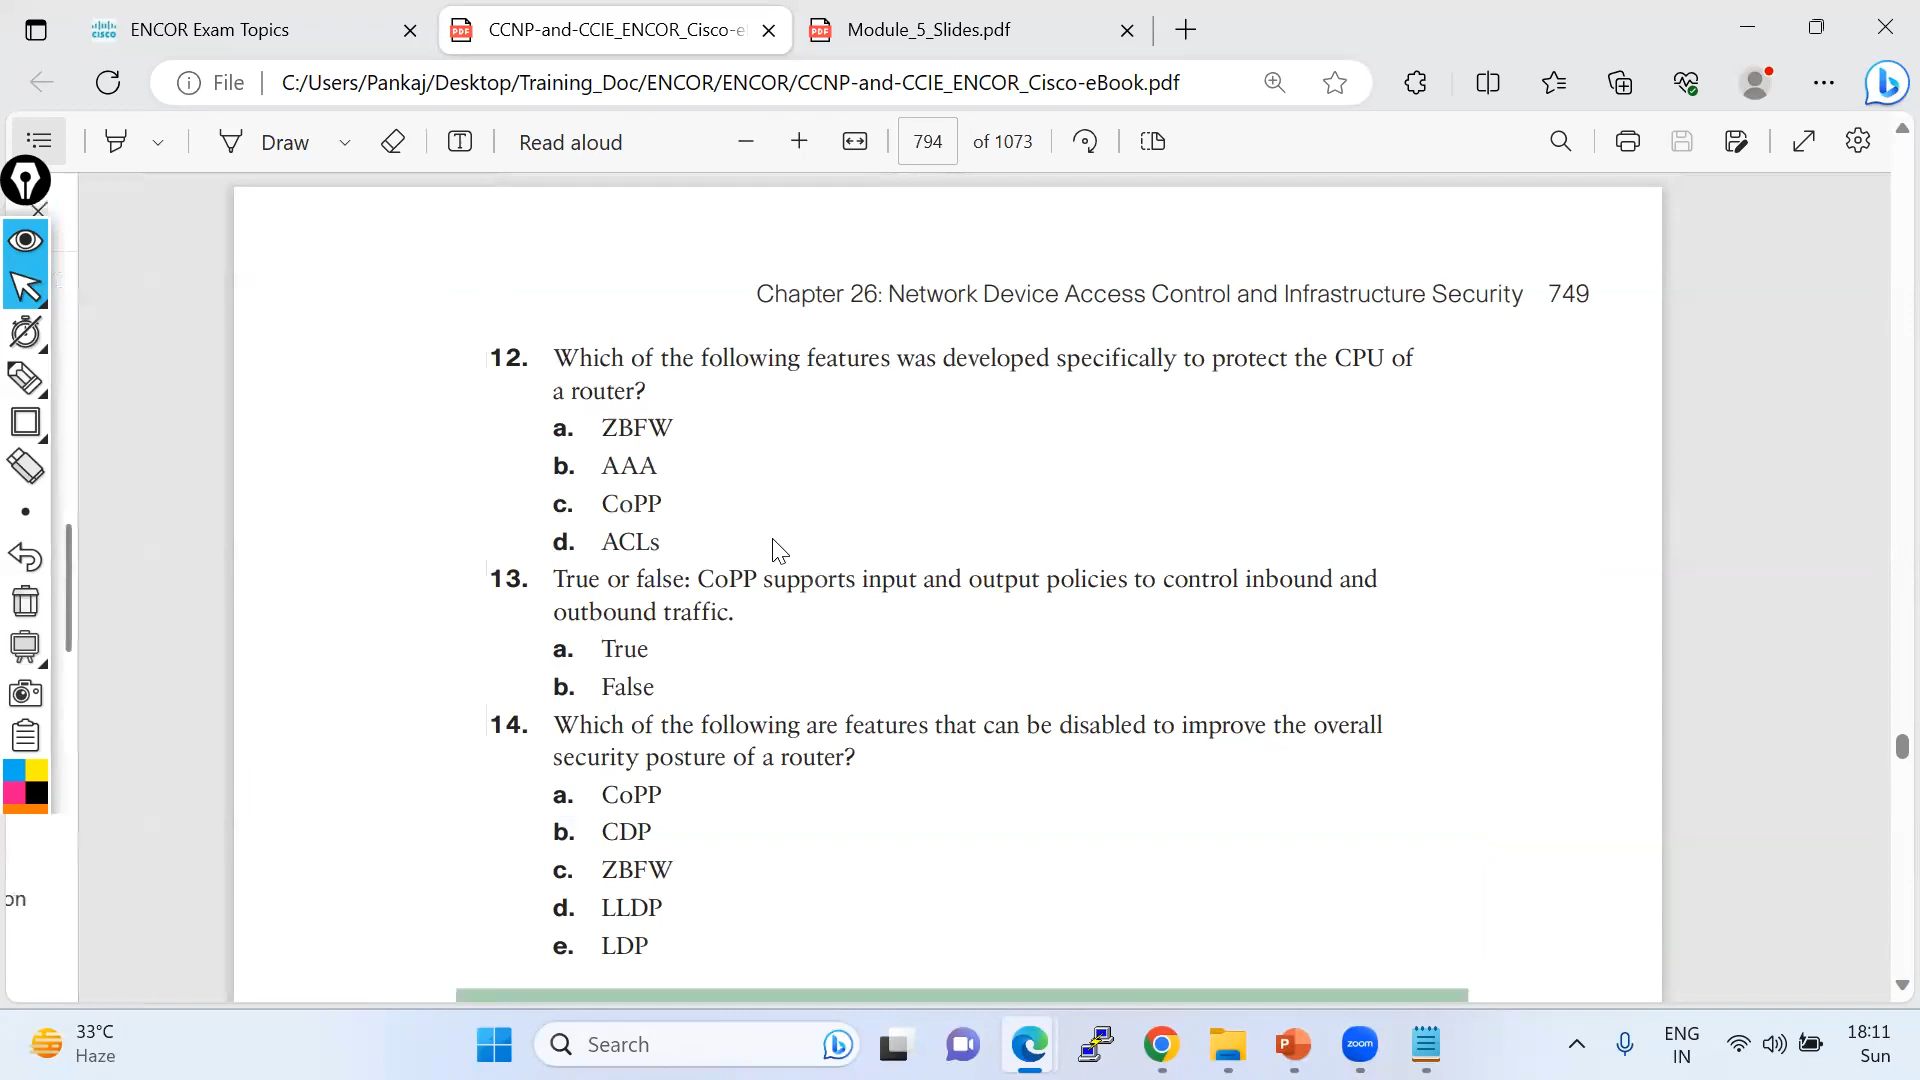 ENCOR Exam Topics
CCNP-and-CCIE_ENCOR_Cisco-e
Module_5_Slides.pdf
File
C:/Users/Pankaj/Desktop/Training_Doc/ENCOR/ENCOR/CCNP-and-CCIE_ENCOR_Cisco-eBook.pdf
Draw
Read aloud
794 of 1073
Chapter 26: Network Device Access Control and Infrastructure Security 749
12. Which of the following features was developed specifically to protect the CPU of
a router?
a. ZBFW
b. AAA
c. CoPP
d. ACLs
13. True or false: CoPP supports input and output policies to control inbound and
outbound traffic.
a. True
b. False
14. Which of the following are features that can be disabled to improve the overall
security posture of a router?
a. CoPP
b. CDP
c. ZBFW
d. LLDP
e. LDP
on
33°C
Haze
Search
zoom
ENG
IN
18:11
Sun